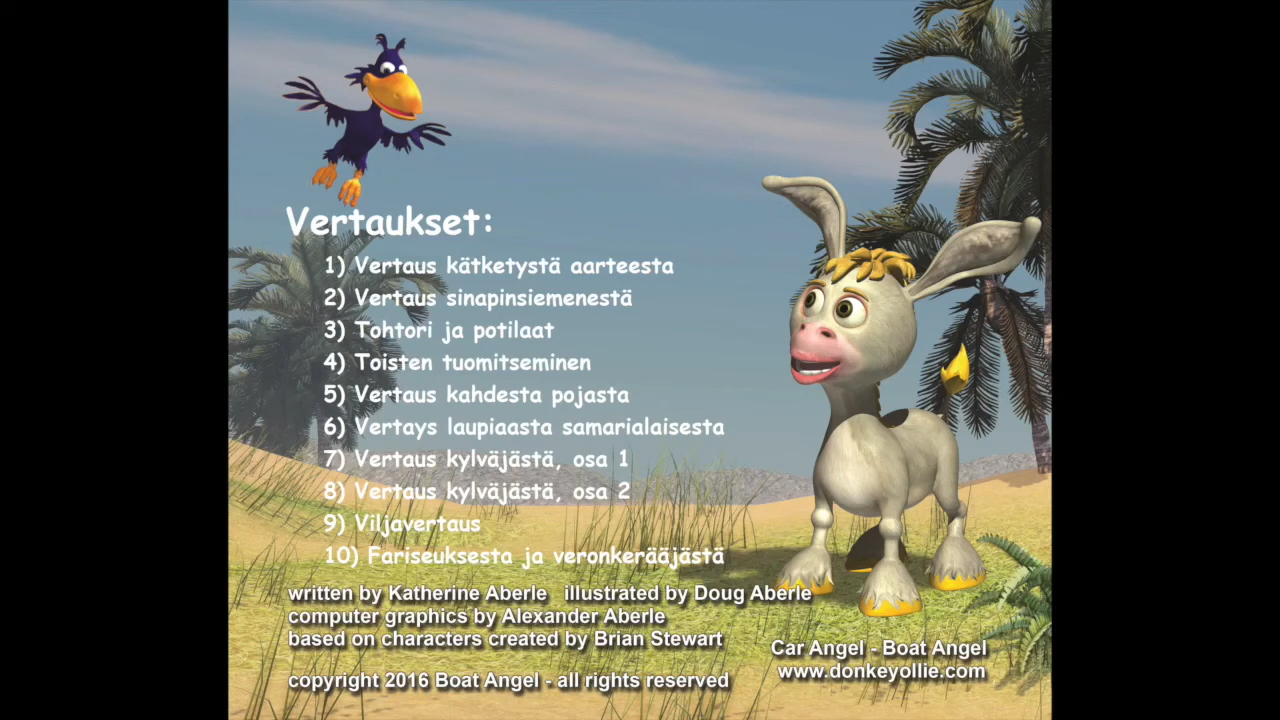 Vertaukset:
1) Vertaus kätketystä aarteesta
2) Vertaus sinapinsiemenestä
3) Tohtori ja potilaat
4) Toisten tuomitseminen
5) Vertaus kahdesta pojasta
6) Vertays laupiaasta samarialaisesta
7) Vertaus kylväjästä, osa 1
8) Vertaus kylväjästä, osa 2
9) Viljavertaus
10) Fariseuksesta ja veronkerääjästä
written by Katherine Aberle illustrated by Doug Aberle
computer graphics by Alexander Aberle
based on characters created by Brian Stewart
copyright 2016 Boat Angel - all rights reserved
Car Angel - Boat Angel
www.donkeyollie.com